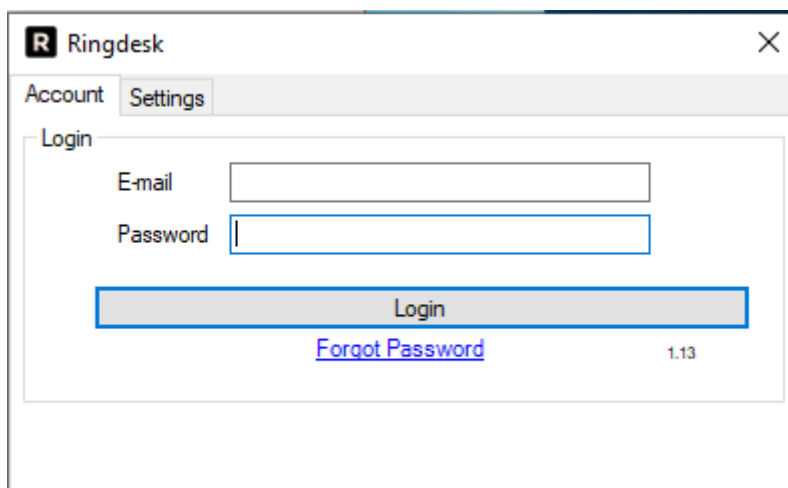 R Ringdesk
Account Settings
Login
E-mail
Password
Login
Forgot Password 1.13